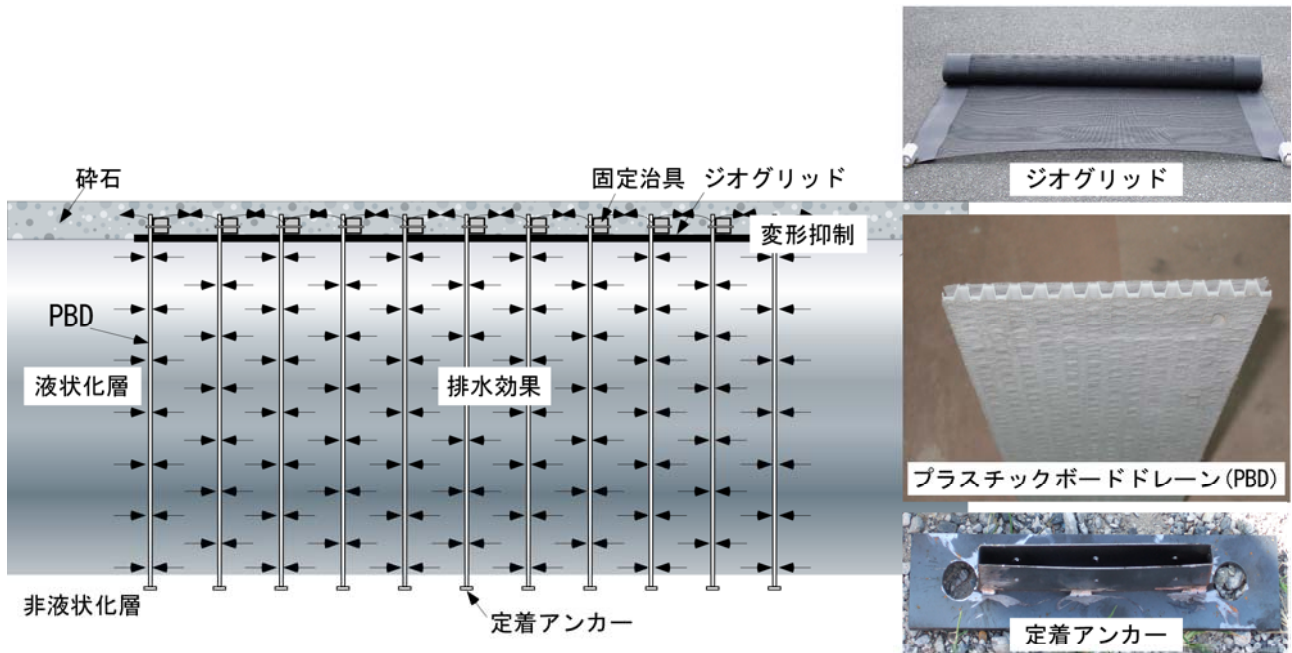 砕石
固定治具
ジオグリッド
変形抑制
PBD
液状化層
排水効果
非液状化層
定着アンカー
ジオグリッド
プラスチックボードドレーン(PBD)
定着アンカー